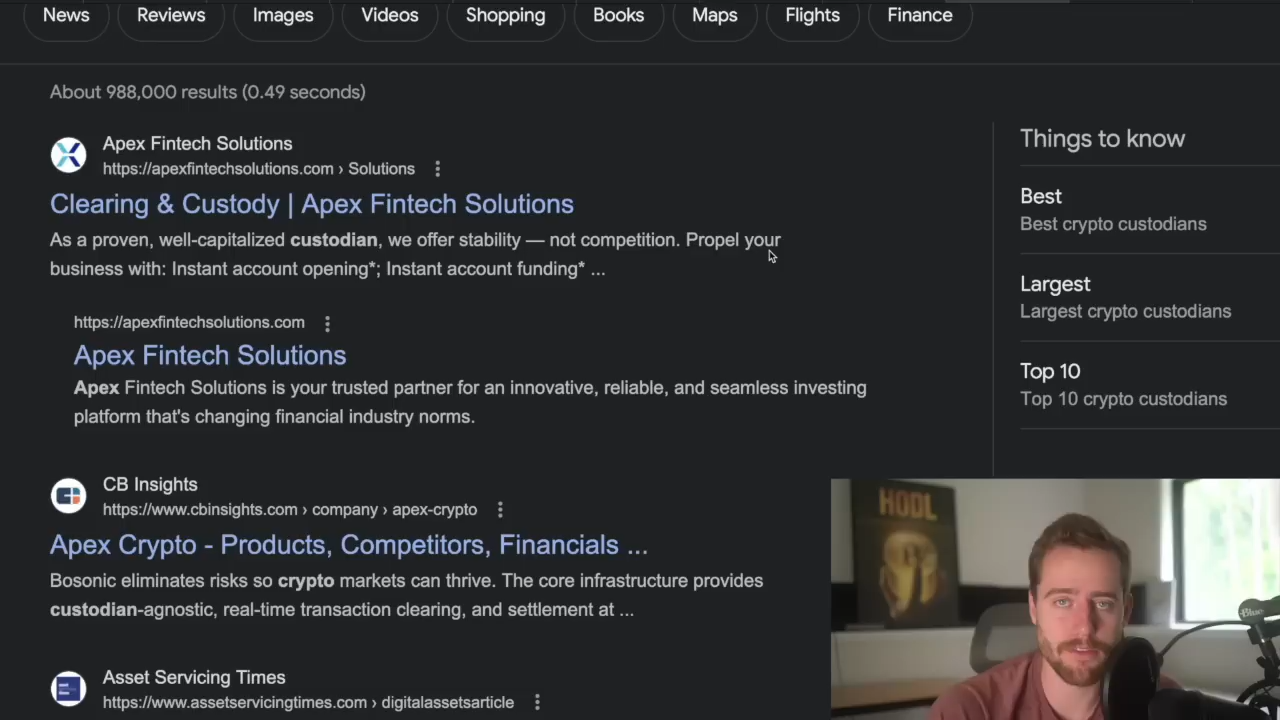 News Reviews Images Videos Shopping Books Maps Flights Finance
About 988,000 results (0.49 seconds)
Apex Fintech Solutions
https://apexfintechsolutions.com › Solutions
Clearing & Custody | Apex Fintech Solutions
As a proven, well-capitalized custodian, we offer stability — not competition. Propel your
business with: Instant account opening*; Instant account funding* ...
https://apexfintechsolutions.com
Apex Fintech Solutions
Apex Fintech Solutions is your trusted partner for an innovative, reliable, and seamless investing
platform that's changing financial industry norms.
CB Insights
https://www.cbinsights.com › company › apex-crypto
Apex Crypto - Products, Competitors, Financials ...
Bosonic eliminates risks so crypto markets can thrive. The core infrastructure provides
custodian-agnostic, real-time transaction clearing, and settlement at ...
Asset Servicing Times
https://www.assetservicingtimes.com › digitalassetsarticle
Things to know
Best
Best crypto custodians
Largest
Largest crypto custodians
Top 10
Top 10 crypto custodians
HODL
Blue